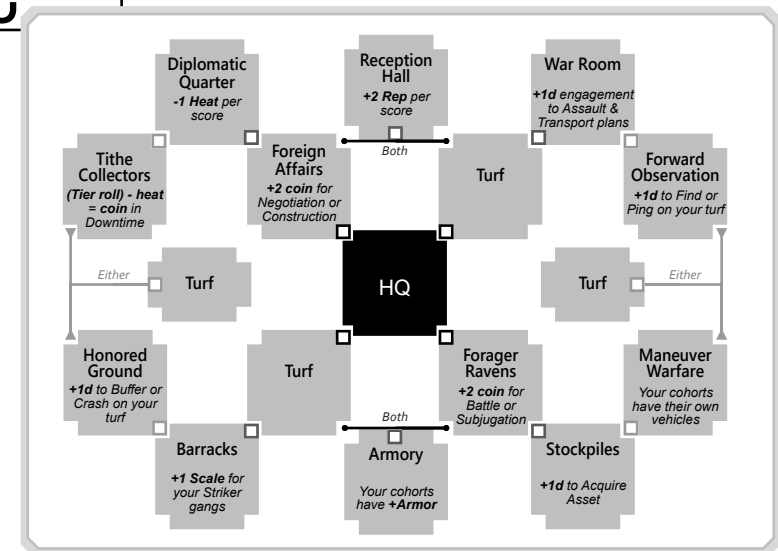 Diplomatic
Quarter
-1 Heat per
score
Reception
Hall
+2 Rep per
score
War Room
+1d engagement
to Assault &
Transport plans
Both
Tithe
Collectors
(Tier roll) - heat
= coin in
Downtime
Foreign
Affairs
+2 coin for
Negotiation or
Construction
Turf
Forward
Observation
+1d to Find or
Ping on your turf
Either
Turf
HQ
Turf
Either
Honored
Ground
+1d to Buffer or
Crash on your
turf
Turf
Forager
Ravens
+2 coin for
Battle or
Subjugation
Maneuver
Warfare
Your cohorts
have their own
vehicles
Both
Barracks
+1 Scale for
your Striker
gangs
Armory
Your cohorts
have +Armor
Stockpiles
+1d to Acquire
Asset